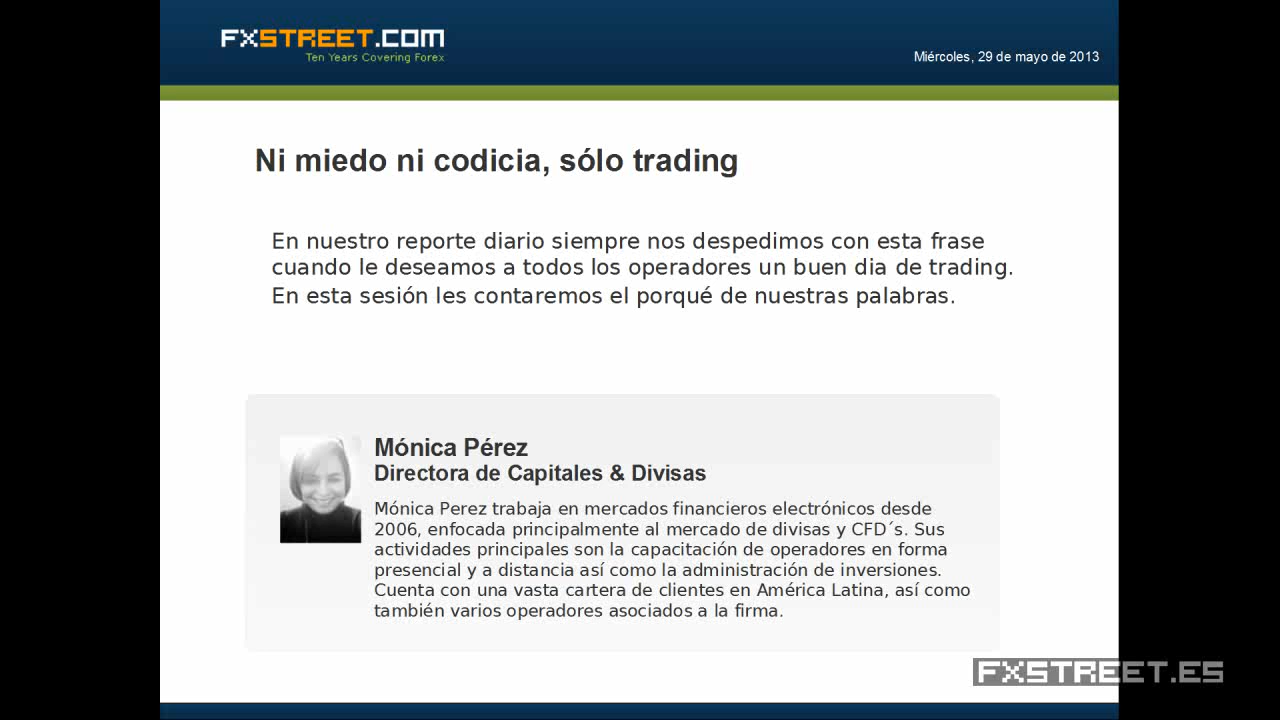 FXSTREET.COM
Ten Years Covering Forex
Miércoles, 29 de mayo de 2013
Ni miedo ni codicia, sólo trading
En nuestro reporte diario siempre nos despedimos con esta frase
cuando le deseamos a todos los operadores un buen dia de trading.
En esta sesión les contaremos el porqué de nuestras palabras.
Mónica Pérez
Directora de Capitales & Divisas
Mónica Perez trabaja en mercados financieros electrónicos desde
2006, enfocada principalmente al mercado de divisas y CFD´s. Sus
actividades principales son la capacitación de operadores en forma
presencial y a distancia así como la administración de inversiones.
Cuenta con una vasta cartera de clientes en América Latina, así como
también varios operadores asociados a la firma.
FXSTREET.ES